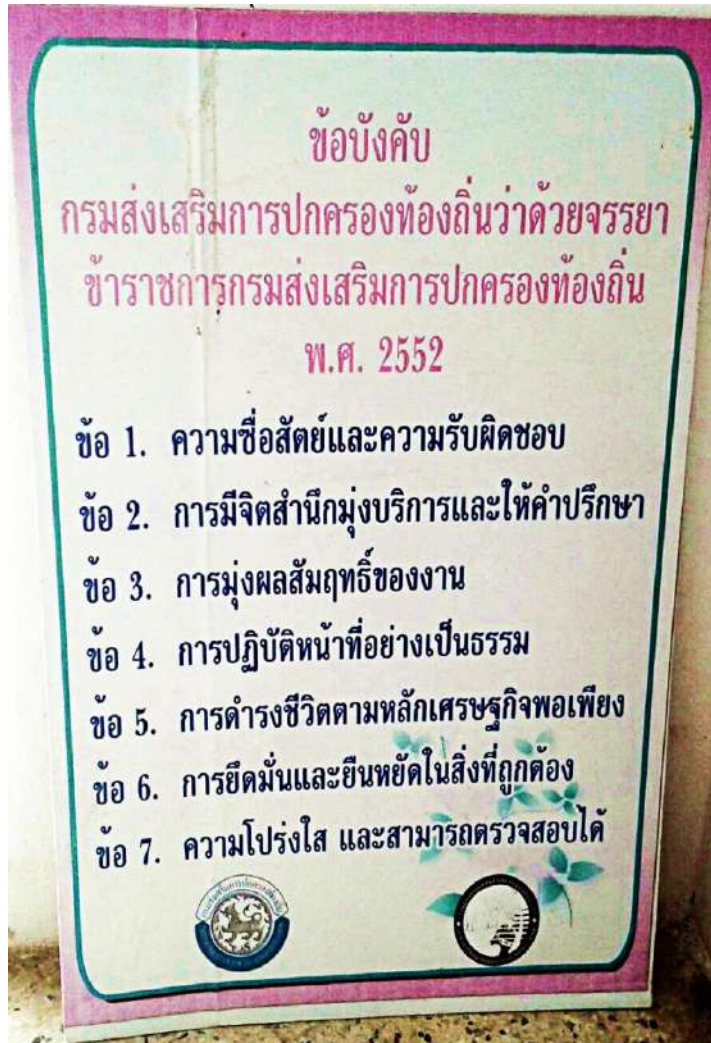 ข้อบังคับ
กรมส่งเสริมการปกครองท้องถิ่นว่าด้วยจรรยา
ข้าราชการกรมส่งเสริมการปกครองท้องถิ่น
พ.ศ. 2552
ข้อ 1. ความซื่อสัตย์และความรับผิดชอบ
ข้อ 2. การมีจิตสำนึกมุ่งบริการและให้คำปรึกษา
ข้อ 3. การมุ่งผลสัมฤทธิ์ของงาน
ข้อ 4. การปฏิบัติหน้าที่อย่างเป็นธรรม
ข้อ 5. การดำรงชีวิตตามหลักเศรษฐกิจพอเพียง
ข้อ 6. การยึดมั่นและยืนหยัดในสิ่งที่ถูกต้อง
ข้อ 7. ความโปร่งใส และสามารถตรวจสอบได้